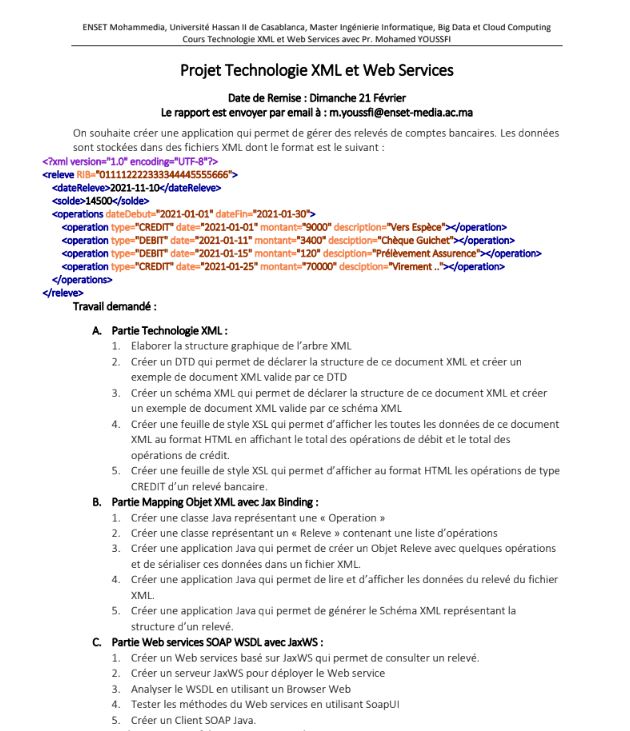 ENSET Mohammedia, Université Hassan II de Casablanca, Master Ingénierie Informatique, Big Data et Cloud Computing
Cours Technologie XML et Web Services avec Pr. Mohamed YOUSSFI
Projet Technologie XML et Web Services
Date de Remise : Dimanche 21 Février
Le rapport est envoyer par email à : m.youssfi@enset-media.ac.ma
On souhaite créer une application qui permet de gérer des relevés de comptes bancaires. Les données
sont stockées dans des fichiers XML dont le format est le suivant :
<?xml version="1.0" encoding="UTF-8"?>
<releve RIB="011112222333344445555666">
<dateReleve>2021-11-10</dateReleve>
<solde>14500</solde>
<operations dateDebut="2021-01-01" dateFin="2021-01-30">
<operation type="CREDIT" date="2021-01-01" montant="9000" description="Vers Espèce"></operation>
<operation type="DEBIT" date="2021-01-11" montant="3400" desciption="Chèque Guichet"></operation>
<operation type="DEBIT" date="2021-01-15" montant="120" desciption="Prélèvement Assurence"></operation>
<operation type="CREDIT" date="2021-01-25" montant="70000" desciption="Virement .."></operation>
</operations>
</releve>
Travail demandé :
A. Partie Technologie XML :
1. Elaborer la structure graphique de l'arbre XML
2. Créer un DTD qui permet de déclarer la structure de ce document XML et créer un
exemple de document XML valide par ce DTD
3. Créer un schéma XML qui permet de déclarer la structure de ce document XML et créer
un exemple de document XML valide par ce schéma XML
4. Créer une feuille de style XSL qui permet d'afficher les toutes les données de ce document
XML au format HTML en affichant le total des opérations de débit et le total des
opérations de crédit.
5. Créer une feuille de style XSL qui permet d'afficher au format HTML les opérations de type
CREDIT d'un relevé bancaire.
B. Partie Mapping Objet XML avec Jax Binding :
1. Créer une classe Java représentant une « Operation »
2. Créer une classe représentant un « Releve » contenant une liste d'opérations
3. Créer une application Java qui permet de créer un Objet Releve avec quelques opérations
et de sérialiser ces données dans un fichier XML.
4. Créer une application Java qui permet de lire et d'afficher les données du relevé du fichier
XML.
5. Créer une application Java qui permet de générer le Schéma XML représentant la
structure d'un relevé.
C. Partie Web services SOAP WSDL avec JaxWS :
1. Créer un Web services basé sur JaxWS qui permet de consulter un relevé.
2. Créer un serveur JaxWS pour déployer le Web service
3. Analyser le WSDL en utilisant un Browser Web
4. Tester les méthodes du Web services en utilisant SoapUI
5. Créer un Client SOAP Java.